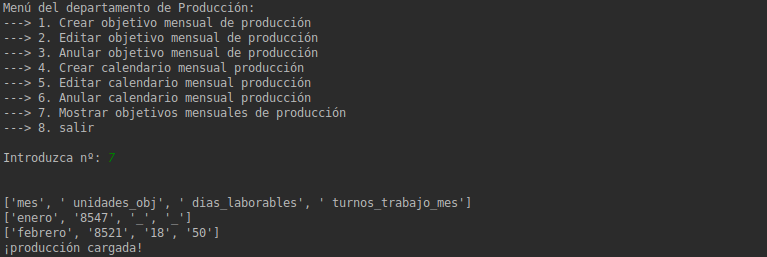 Menú del departamento de Producción:
---> 1. Crear objetivo mensual de producción
---> 2. Editar objetivo mensual de producción
---> 3. Anular objetivo mensual de producción
---> 4. Crear calendario mensual producción
---> 5. Editar calendario mensual producción
---> 6. Anular calendario mensual producción
---> 7. Mostrar objetivos mensuales de producción
---> 8. salir
Introduzca nº: 7
['mes', ' unidades_obj', ' dias_laborables', ' turnos_trabajo_mes']
['enero', '8547', '_', '_']
['febrero', '8521', '18', '50']
¡producción cargada!